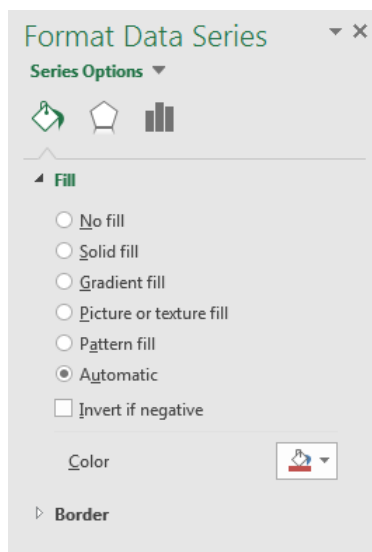 Format Data Series
Series Options
Fill
No fill
Solid fill
Gradient fill
Picture or texture fill
Pattern fill
Automatic
Invert if negative
Color
Border